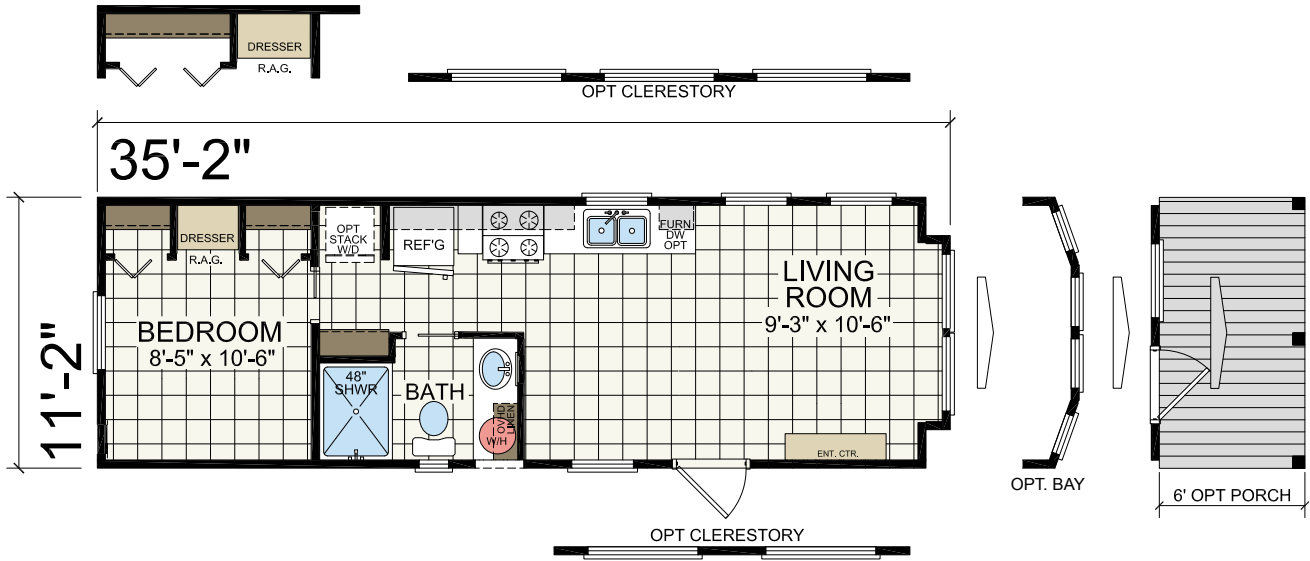 DRESSER
R.A.G.
OPT CLERESTORY
35'-2"
11'-2"
DRESSER
R.A.G.
OPT
STACK
W/D
REF'G
FURN
DW
OPT
LIVING
ROOM
9'-3" x 10'-6"
BEDROOM
8'-5" x 10'-6"
48"
SHWR
BATH
OVHD
LINEN
W/H
ENT. CTR.
OPT. BAY
6' OPT PORCH
OPT CLERESTORY